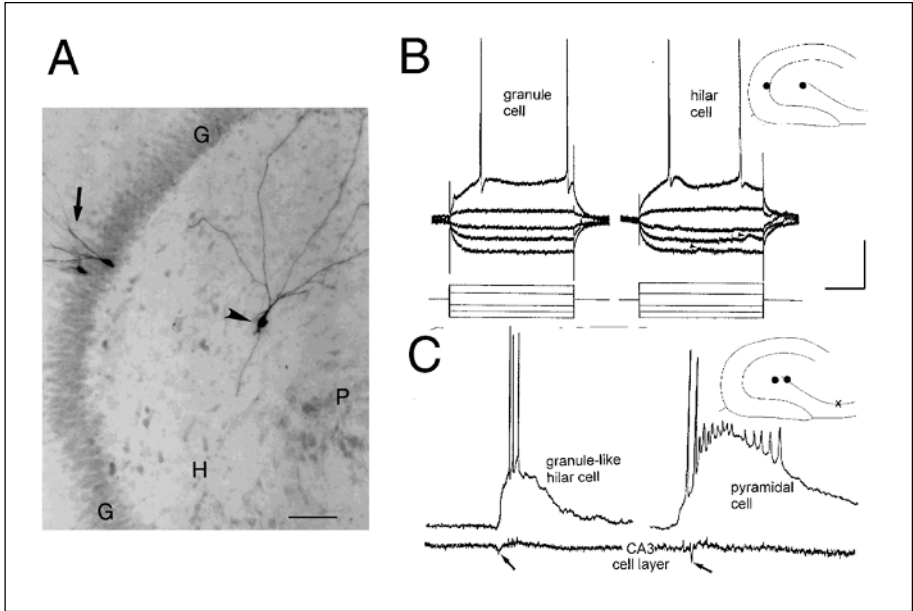 A
G
G
H
P
B
granule
cell
hilar
cell
C
granule-like
hilar cell
pyramidal
cell
x
CA3
cell layer